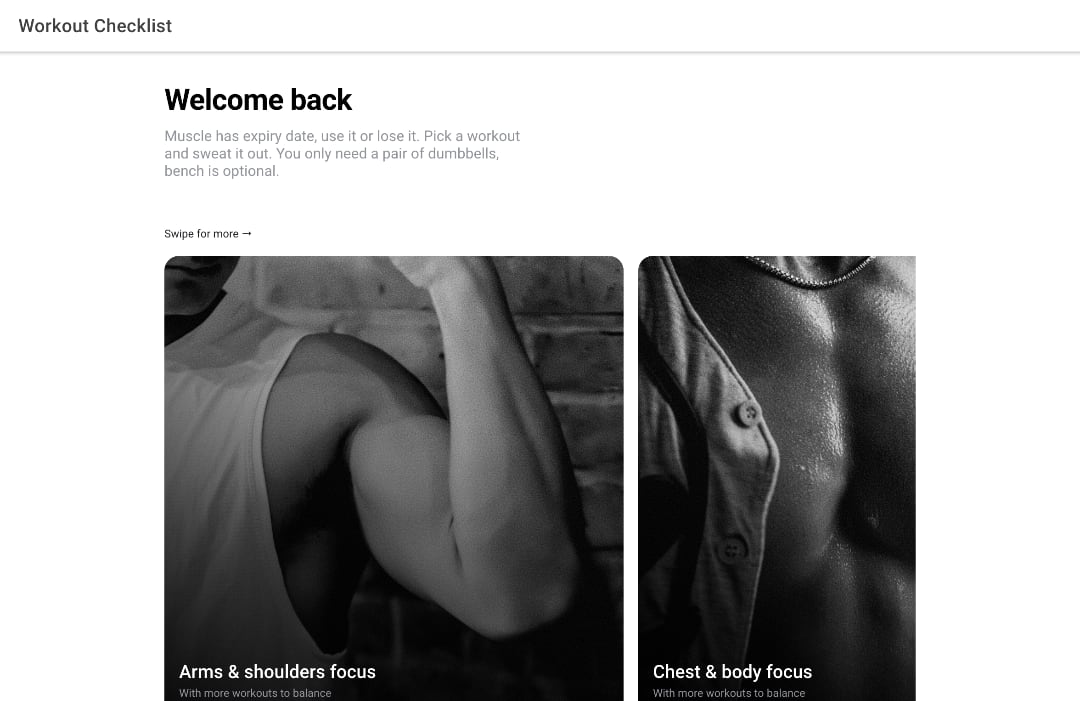 Workout Checklist
Welcome back
Muscle has expiry date, use it or lose it. Pick a workout
and sweat it out. You only need a pair of dumbbells,
bench is optional.
Swipe for more →
Arms & shoulders focus
With more workouts to balance
Chest & body focus
With more workouts to balance